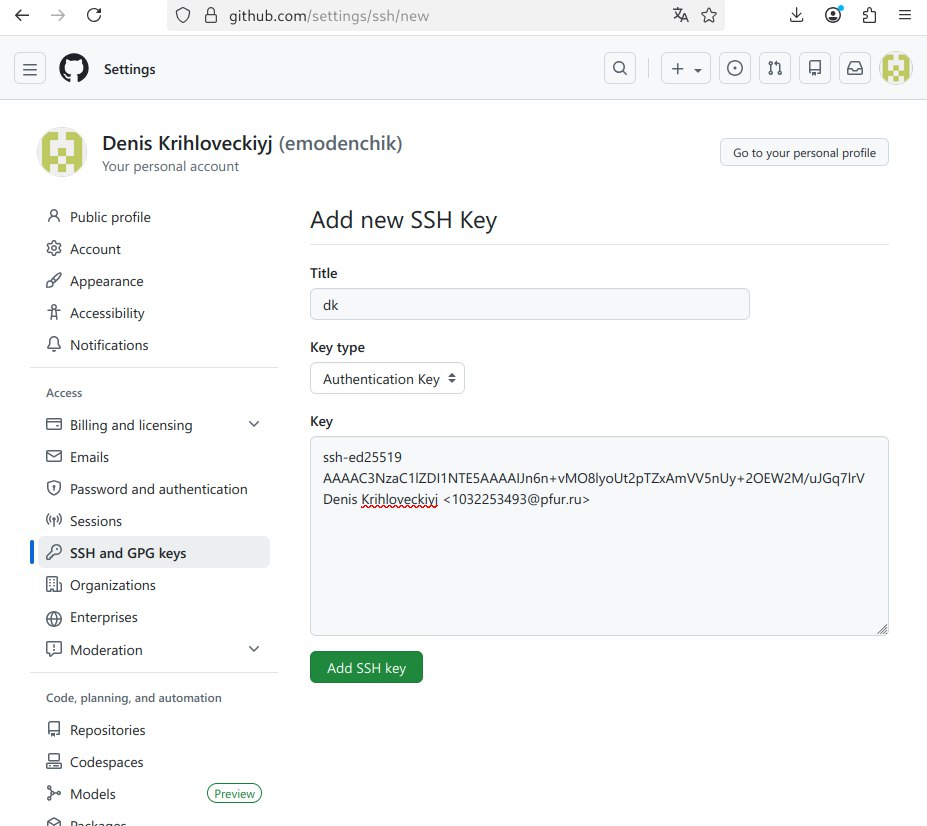 github.com/settings/ssh/new
Settings
Denis Krihloveckiyj (emodenchik)
Your personal account
Go to your personal profile
Public profile
Account
Appearance
Accessibility
Notifications
Access
Billing and licensing
Emails
Password and authentication
Sessions
SSH and GPG keys
Organizations
Enterprises
Moderation
Code, planning, and automation
Repositories
Codespaces
Models
Preview
Packages
Add new SSH Key
Title
dk
Key type
Authentication Key
Key
ssh-ed25519
AAAAC3NzaC1lZDI1NTE5AAAAIJn6n+vMO8lyoUt2pTZxAmVV5nUy+2OEW2M/uJGq7lrV
Denis Krihloveckiyj <1032253493@pfur.ru>
Add SSH key